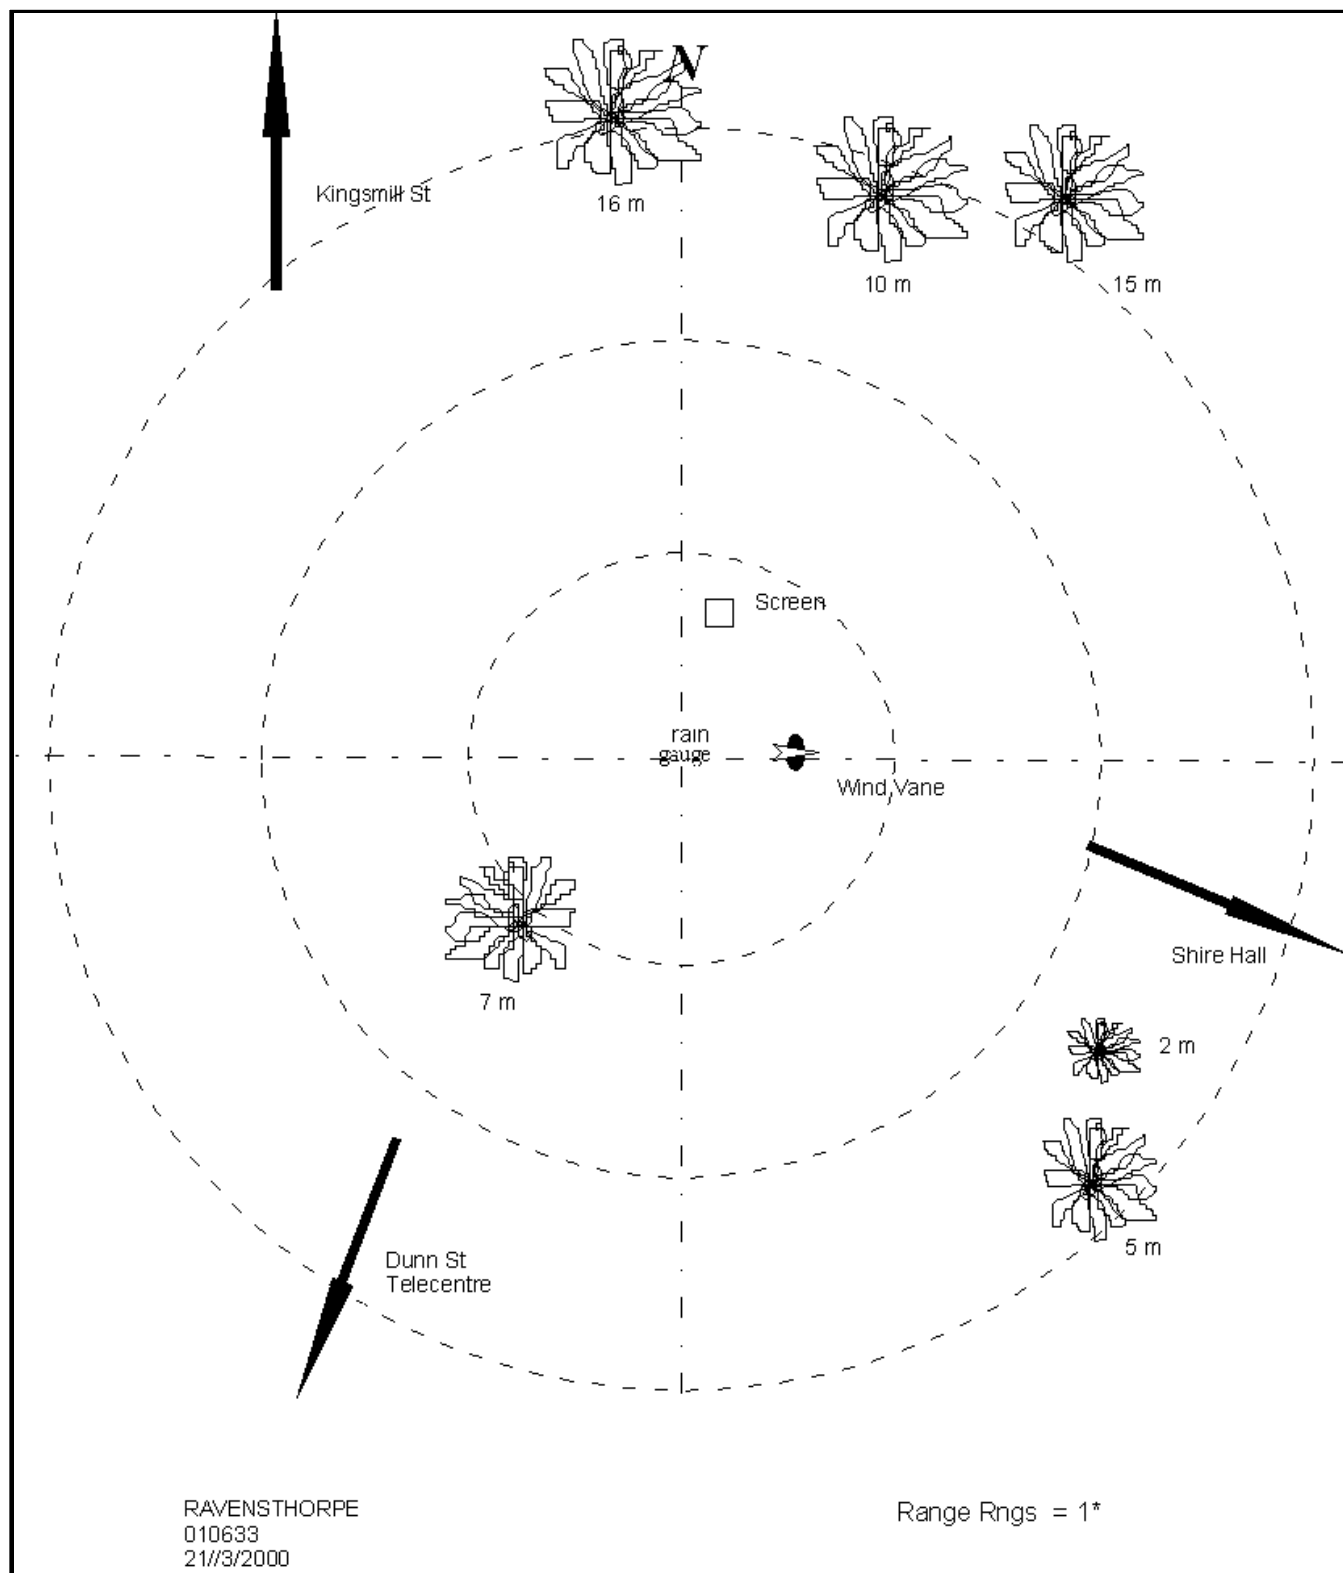 N
Kingsmill St
16 m
10 m
15 m
Screen
rain
gauge
Wind Vane
7 m
Shire Hall
2 m
5 m
Dunn St
Telecentre
RAVENSTHORPE
010633
21//3/2000
Range Rngs = 1*